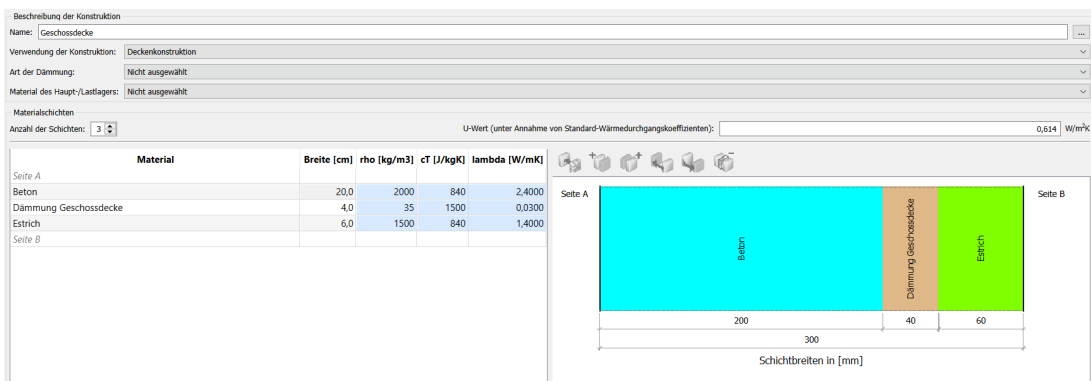 Beschreibung der Konstruktion
Name: Geschossdecke ...
Verwendung der Konstruktion: Deckenkonstruktion
Art der Dämmung: Nicht ausgewählt
Material des Haupt-/Lastlagers: Nicht ausgewählt
Materialschichten
Anzahl der Schichten: 3 U-Wert (unter Annahme von Standard-Wärmedurchgangskoeffizienten): 0,614 W/m²K
Material Breite [cm] rho [kg/m3] cT [J/kgK] lambda [W/mK]
Seite A
Beton 20,0 2000 840 2,4000
Dämmung Geschossdecke 4,0 35 1500 0,0300
Estrich 6,0 1500 840 1,4000
Seite B
Seite A
Beton
Dämmung Geschossdecke
Estrich
Seite B
200 40 60
300
Schichtbreiten in [mm]